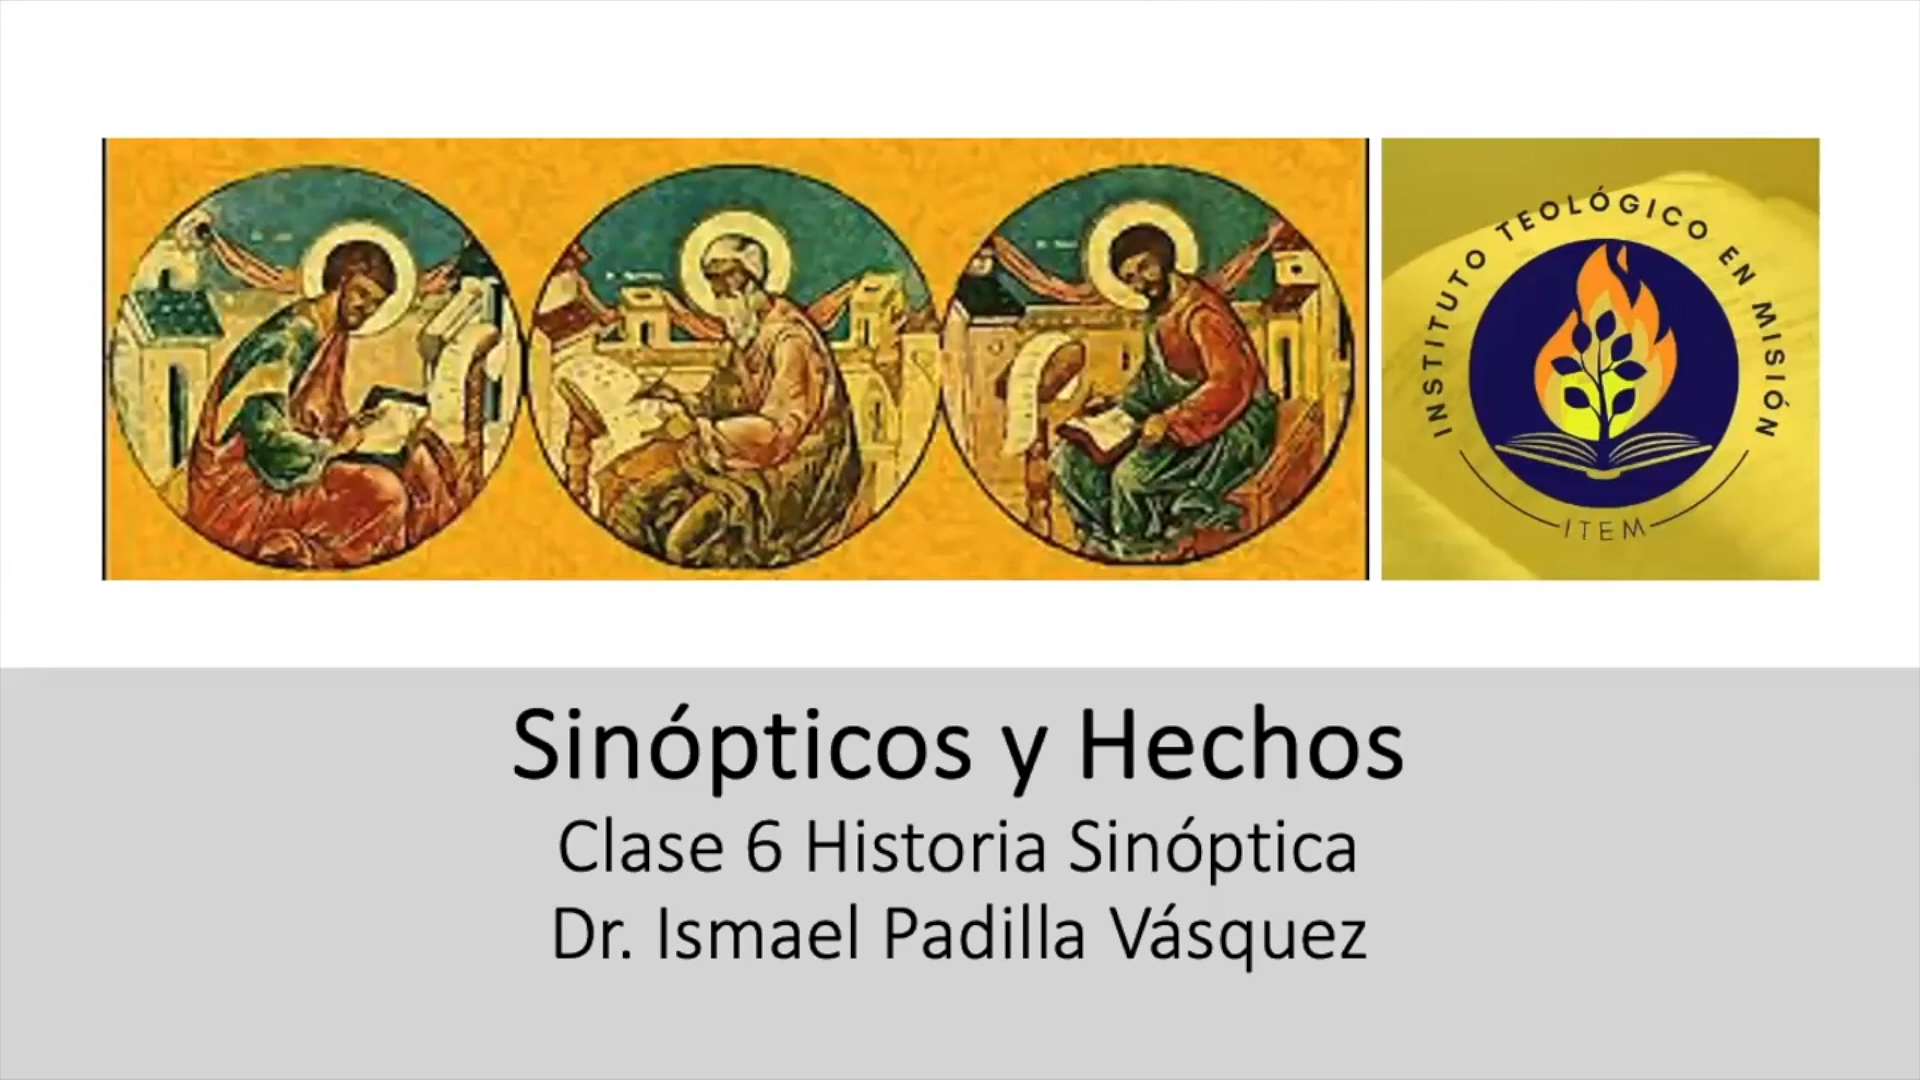 INSTITUTO TEOLÓGICO EN MISIÓN
ITEM
Sinópticos y Hechos
Clase 6 Historia Sinóptica
Dr. Ismael Padilla Vásquez